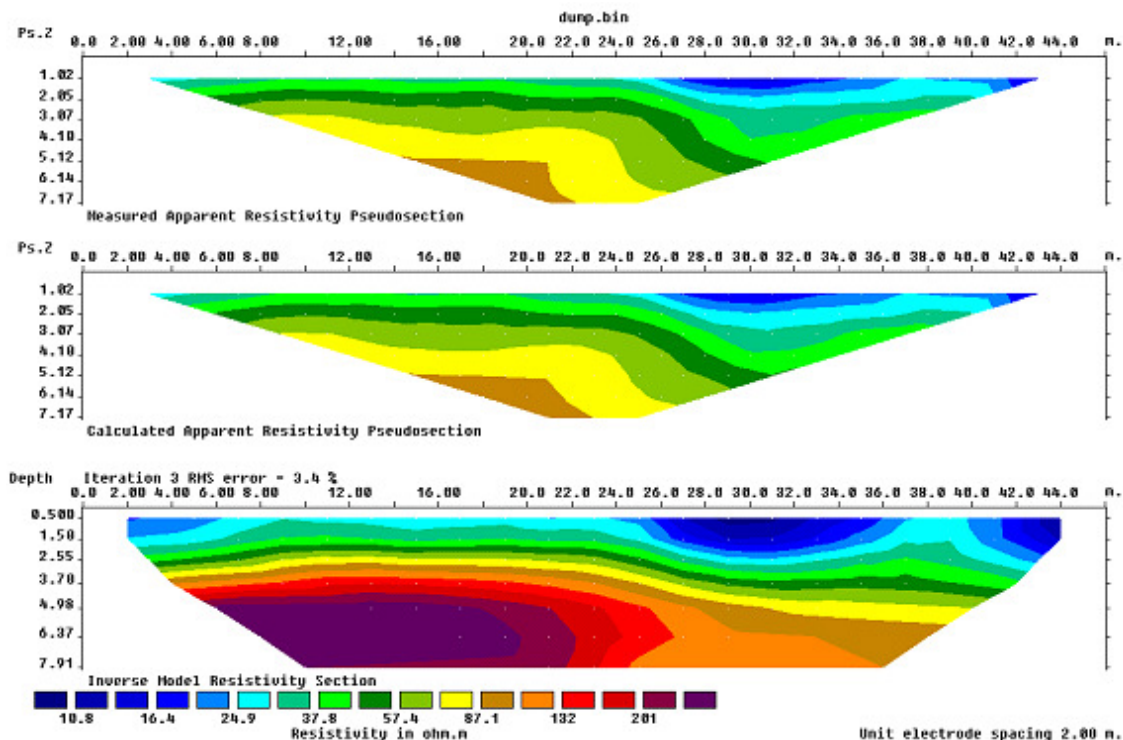 dump.bin
Ps.Z 0.0 2.00 4.00 6.00 8.00 12.00 16.00 20.0 22.0 24.0 26.0 28.0 30.0 32.0 34.0 36.0 38.0 40.0 42.0 44.0 m.
1.02
2.05
3.07
4.10
5.12
6.14
7.17
Measured Apparent Resistivity Pseudosection
Ps.Z 0.0 2.00 4.00 6.00 8.00 12.00 16.00 20.0 22.0 24.0 26.0 28.0 30.0 32.0 34.0 36.0 38.0 40.0 42.0 44.0 m.
1.02
2.05
3.07
4.10
5.12
6.14
7.17
Calculated Apparent Resistivity Pseudosection
Depth Iteration 3 RMS error = 3.4 %
0.0 2.00 4.00 6.00 8.00 12.00 16.00 20.0 22.0 24.0 26.0 28.0 30.0 32.0 34.0 36.0 38.0 40.0 42.0 44.0 m.
0.500
1.50
2.55
3.70
4.98
6.37
7.91
Inverse Model Resistivity Section
10.8 16.4 24.9 37.8 57.4 87.1 132 201
Resistivity in ohm.m Unit electrode spacing 2.00 m.